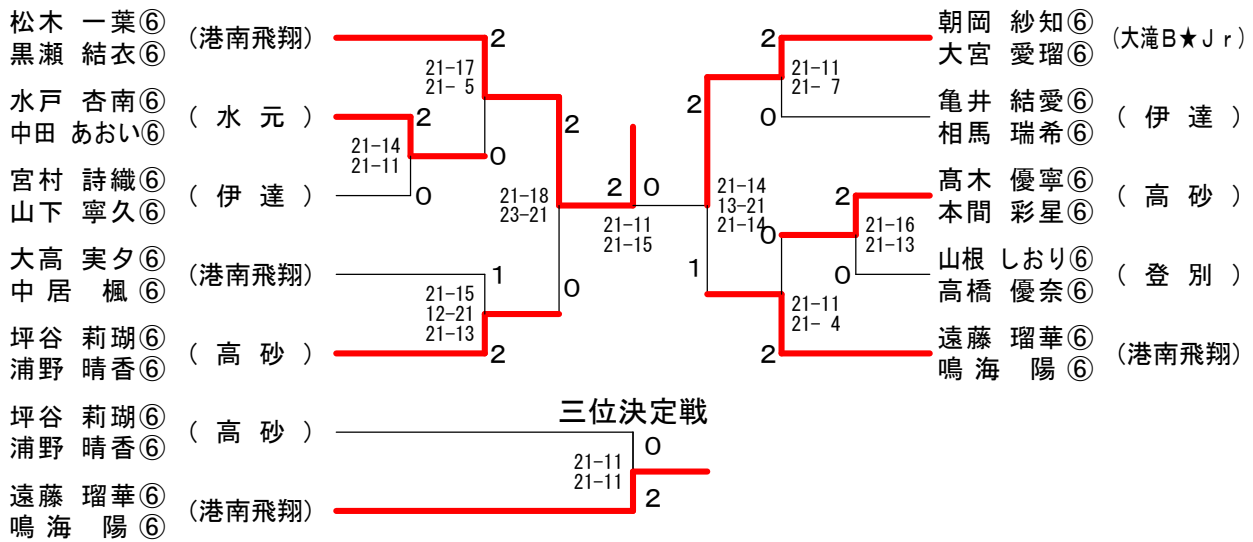 松木 一葉⑥
黒瀬 結衣⑥
(港南飛翔)
2
21-17
21- 5
水戸 杏南⑥
中田 あおい⑥
( 水 元 )
2
0
21-14
21-11
宮村 詩織⑥
山下 寧久⑥
( 伊 達 )
0
2
21-18
23-21
0
大高 実夕⑥
中 居 楓 ⑥
(港南飛翔)
1
21-15
12-21
21-13
坪谷 莉瑚⑥
浦野 晴香⑥
( 高 砂 )
2
2 0
21-11
21-15
朝岡 紗知⑥
大宮 愛瑠⑥
(大滝B★Jr)
2
21-11
21- 7
亀井 結愛⑥
相馬 瑞希⑥
( 伊 達 )
0
2
21-14
13-21
21-14
1
髙木 優寧⑥
本間 彩星⑥
( 高 砂 )
2
0
21-16
21-13
山根 しおり⑥
高橋 優奈⑥
( 登 別 )
0
21-11
21- 4
遠藤 瑠華⑥
鳴 海 陽 ⑥
(港南飛翔)
2
三位決定戦
坪谷 莉瑚⑥
浦野 晴香⑥
( 高 砂 )
0
21-11
21-11
遠藤 瑠華⑥
鳴 海 陽 ⑥
(港南飛翔)
2